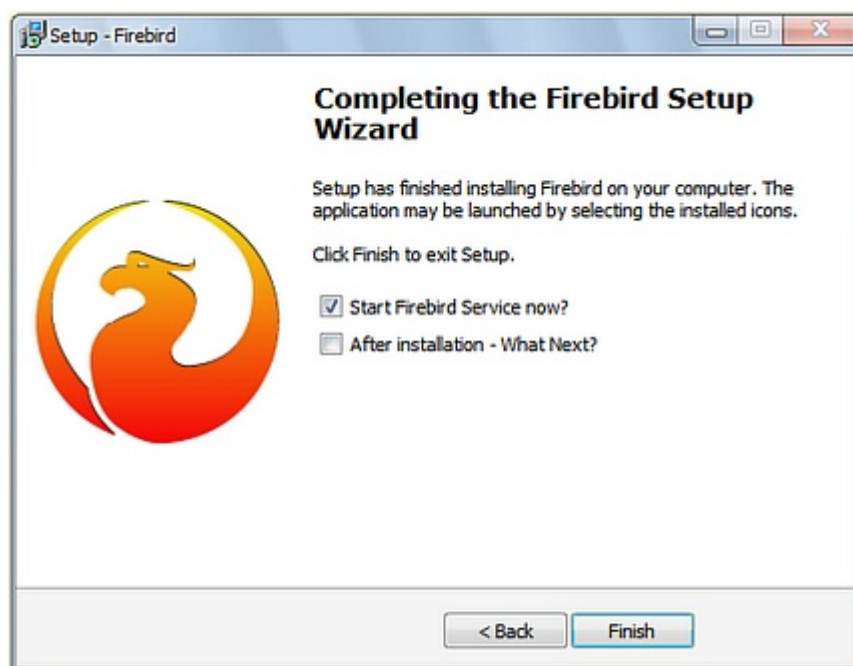 Setup - Firebird
Completing the Firebird Setup
Wizard
Setup has finished installing Firebird on your computer. The
application may be launched by selecting the installed icons.
Click Finish to exit Setup.
Start Firebird Service now?
After installation - What Next?
< Back
Finish